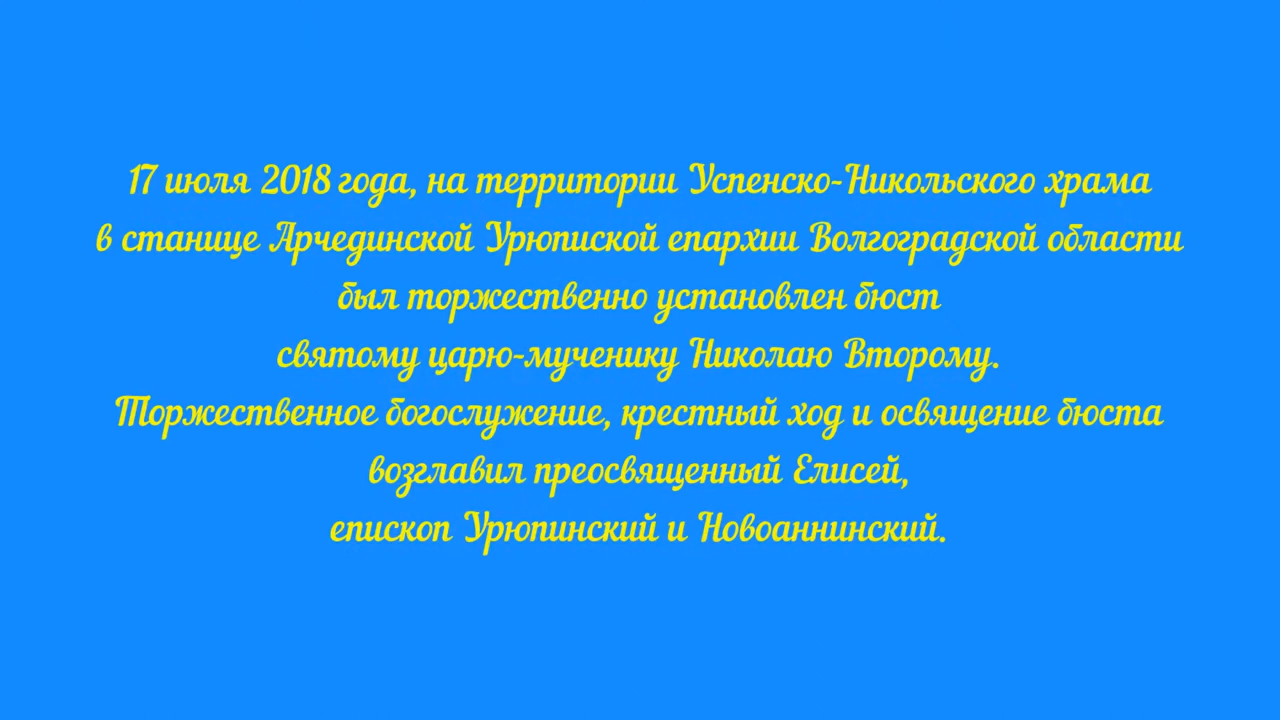 17 июля 2018 года, на территории Успенско-Никольского храма
в станице Арчединской Урюпиской епархии Волгоградской области
был торжественно установлен бюст
святому царю-мученику Николаю Второму.
Торжественное богослужение, крестный ход и освящение бюста
возглавил преосвященный Елисей,
епископ Урюпинский и Новоаннинский.